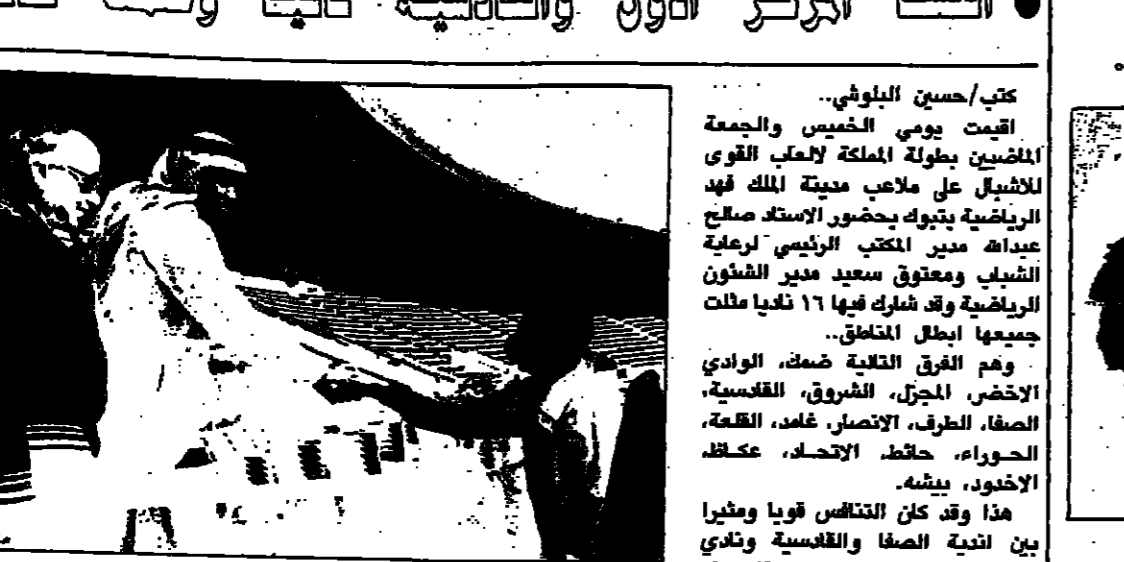 المركز الأول والقادسية
كتب/حسين البلوشي..
اقيمت يومي الخميس والجمعة
الماضيين بطولة المملكة لالعاب القوى
للاشبال على ملاعب مدينة الملك فهد
الرياضية بتبوك بحضور الاستاد صالح
عبدالله مدير المكتب الرئيسي لرعاية
الشباب ومعتوق سعيد مدير الشئون
الرياضية وقد شارك فيها ١٦ ناديا مثلت
جميعها ابطال المناطق..
وهم الفرق التالية ضمك، الوادي
الاخضر، المجزل، الشروق، القادسية،
الصفا، الطرف، الانتصار، غامد، القلعة،
الحوراء، حائط، الاتحاد، عكاظ،
الاخدود، بيشه.
هذا وقد كان التنافس قويا ومثيرا
بين اندية الصفا والقادسية ونادي